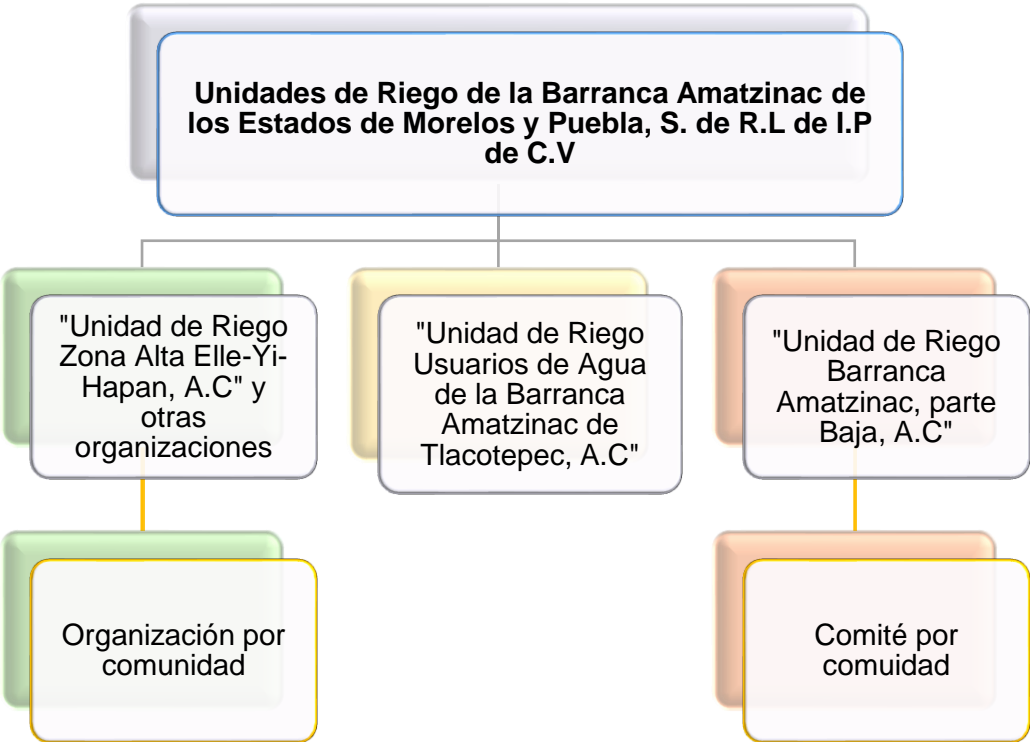 Unidades de Riego de la Barranca Amatzinac de
los Estados de Morelos y Puebla, S. de R.L de I.P
de C.V
"Unidad de Riego
Zona Alta Elle-Yi-
Hapan, A.C" y
otras
organizaciones
"Unidad de Riego
Usuarios de Agua
de la Barranca
Amatzinac de
Tlacotepec, A.C"
"Unidad de Riego
Barranca
Amatzinac, parte
Baja, A.C"
Organización por
comunidad
Comité por
comuidad